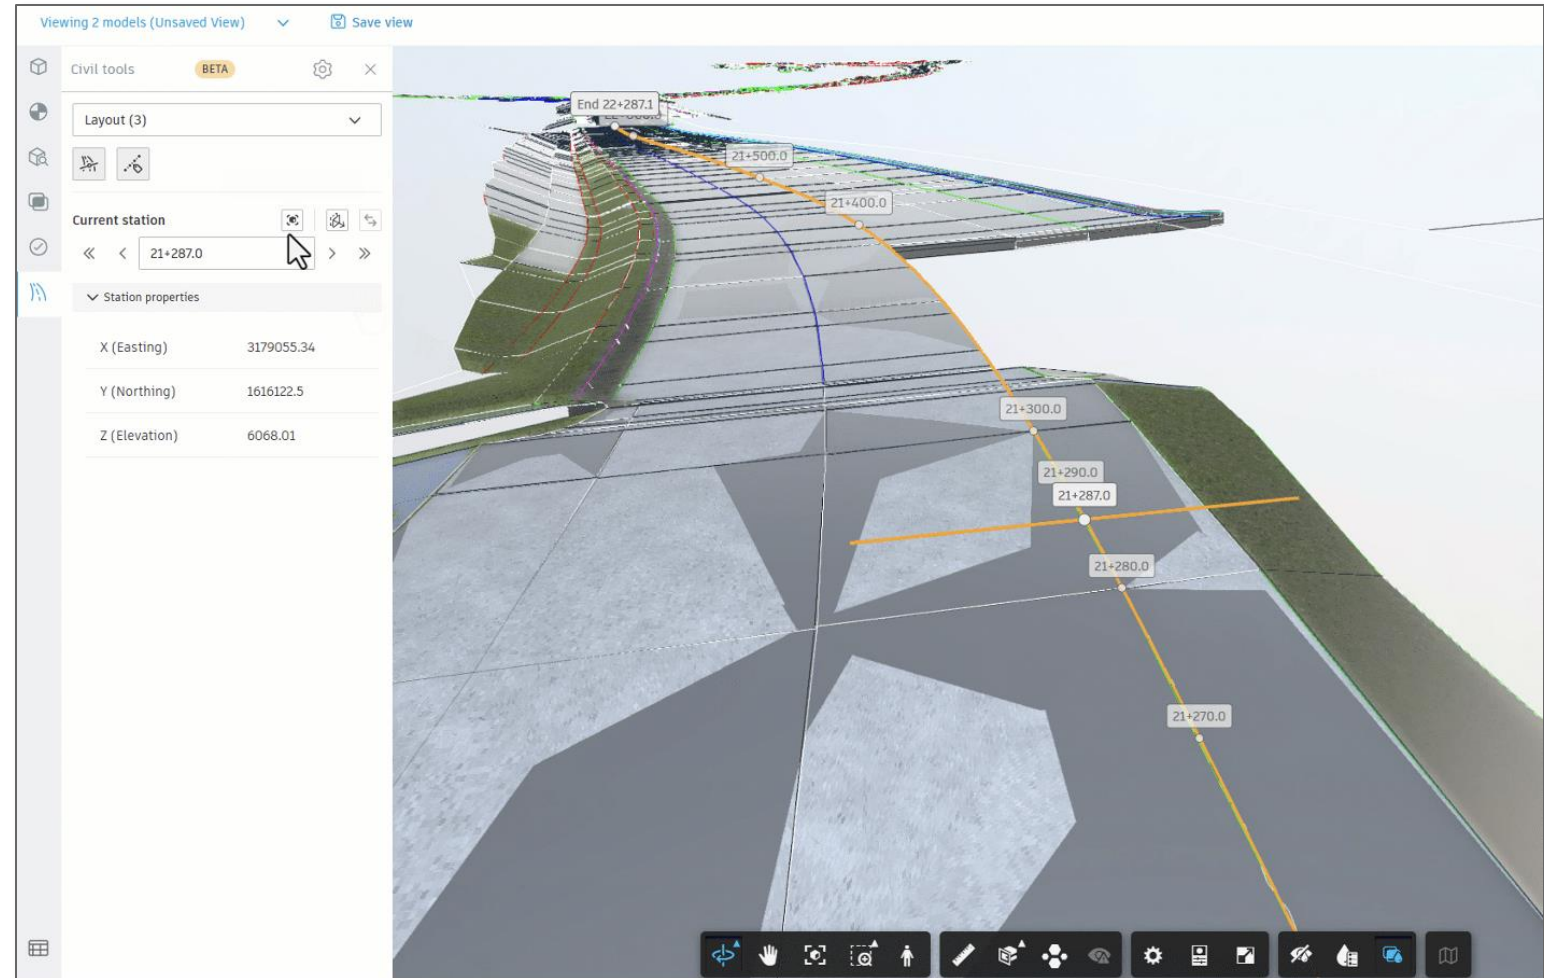 Viewing 2 models (Unsaved View)
Save view
Civil tools
BETA
Layout (3)
Current station
21+287.0
Station properties
X (Easting)
3179055.34
Y (Northing)
1616122.5
Z (Elevation)
6068.01
End 22+287.1
21+500.0
21+400.0
21+300.0
21+290.0
21+287.0
21+280.0
21+270.0